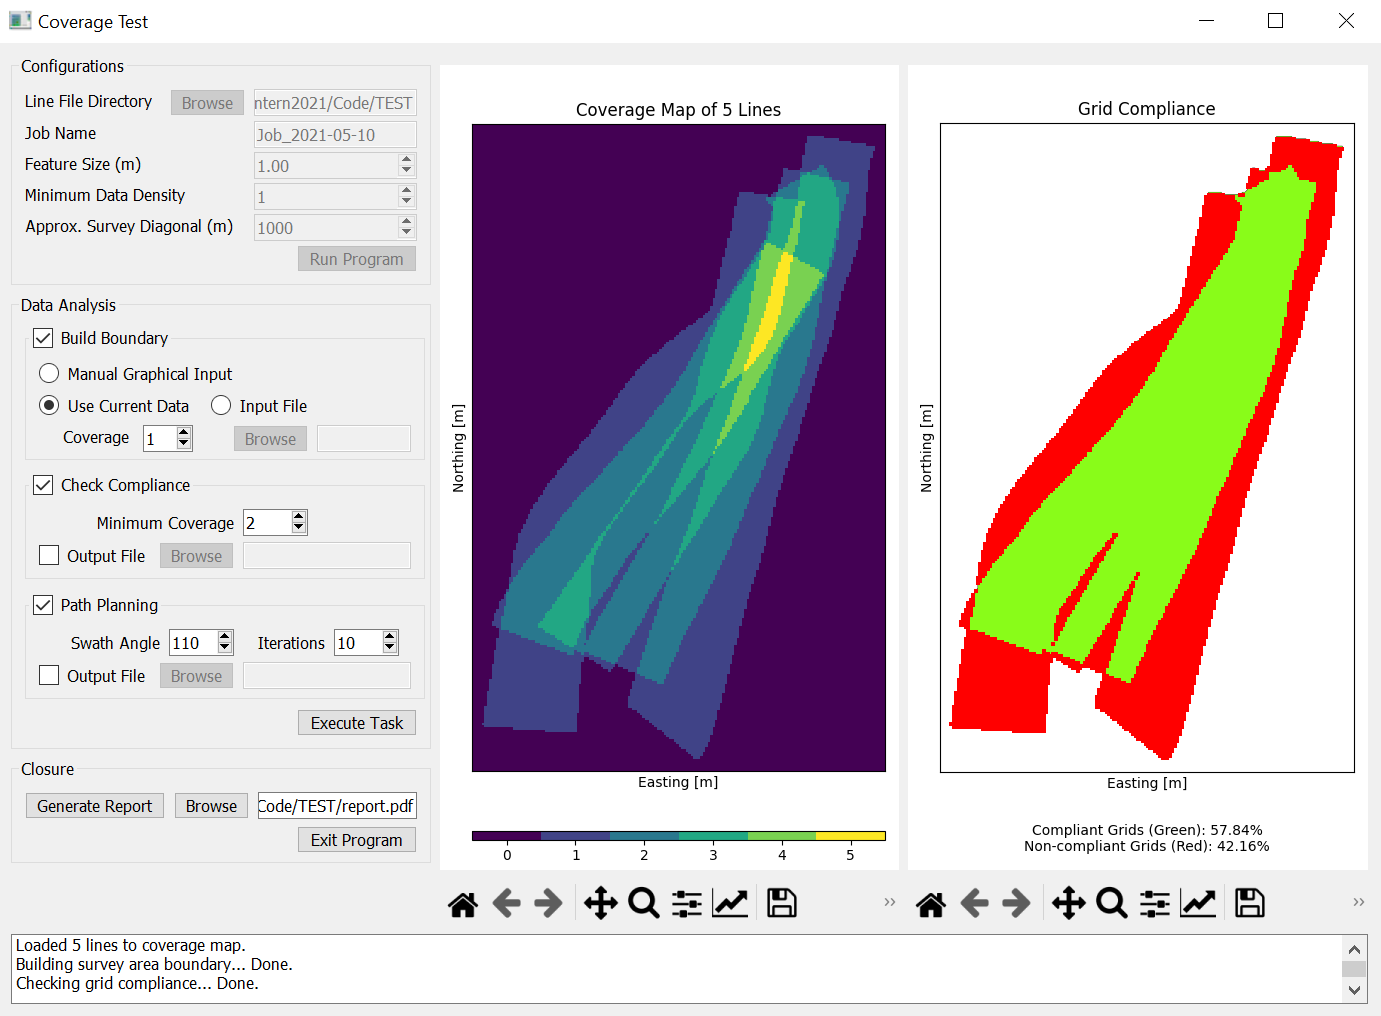 Coverage Test
Configurations
Line File Directory Browse ntern2021/Code/TEST
Job Name Job_2021-05-10
Feature Size (m) 1.00
Minimum Data Density 1
Approx. Survey Diagonal (m) 1000
Run Program
Data Analysis
Build Boundary
Manual Graphical Input
Use Current Data Input File
Coverage 1 Browse
Check Compliance
Minimum Coverage 2
Output File Browse
Path Planning
Swath Angle 110 Iterations 10
Output File Browse
Execute Task
Closure
Generate Report Browse Code/TEST/report.pdf
Exit Program
Coverage Map of 5 Lines
Northing [m]
Easting [m]
0 1 2 3 4 5
Grid Compliance
Northing [m]
Easting [m]
Compliant Grids (Green): 57.84%
Non-compliant Grids (Red): 42.16%
Loaded 5 lines to coverage map.
Building survey area boundary... Done.
Checking grid compliance... Done.